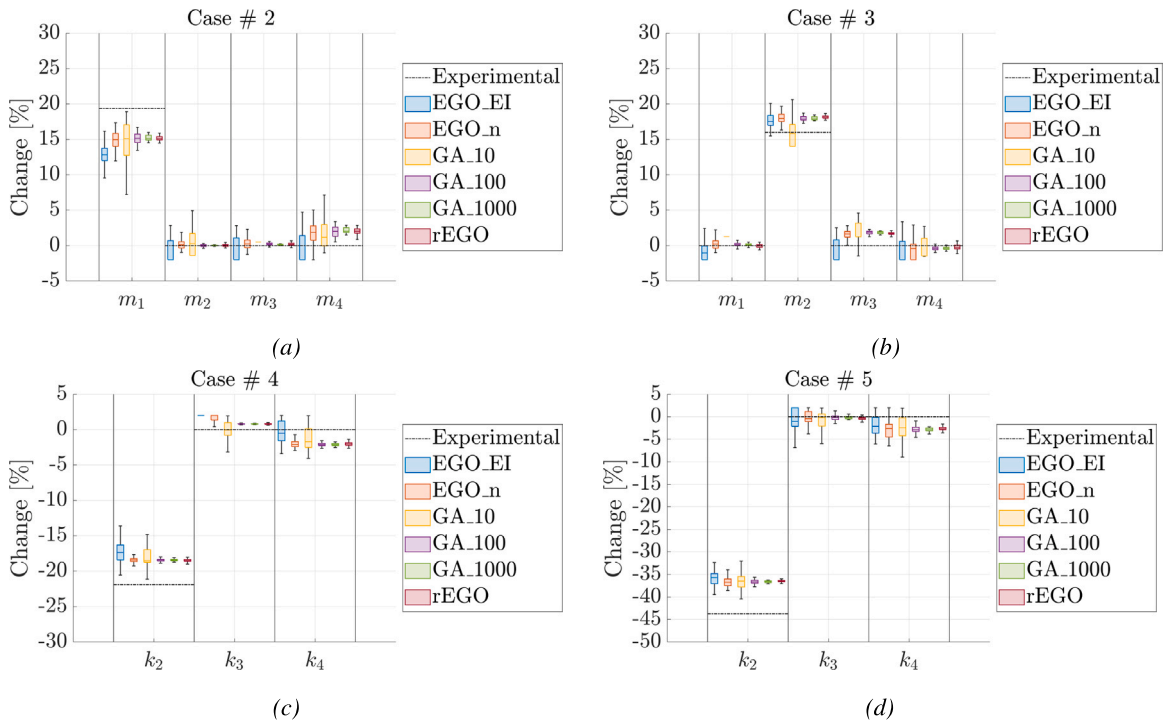 Case # 2
30
25
20
15
10
5
0
-5
Change [%]
m₁ m₂ m₃ m₄
Experimental
EGO_EI
EGO_n
GA_10
GA_100
GA_1000
rEGO
(a)
Case # 3
30
25
20
15
10
5
0
-5
Change [%]
m₁ m₂ m₃ m₄
Experimental
EGO_EI
EGO_n
GA_10
GA_100
GA_1000
rEGO
(b)
Case # 4
5
0
-5
-10
-15
-20
-25
-30
Change [%]
k₂ k₃ k₄
Experimental
EGO_EI
EGO_n
GA_10
GA_100
GA_1000
rEGO
(c)
Case # 5
5
0
-5
-10
-15
-20
-25
-30
-35
-40
-45
-50
Change [%]
k₂ k₃ k₄
Experimental
EGO_EI
EGO_n
GA_10
GA_100
GA_1000
rEGO
(d)